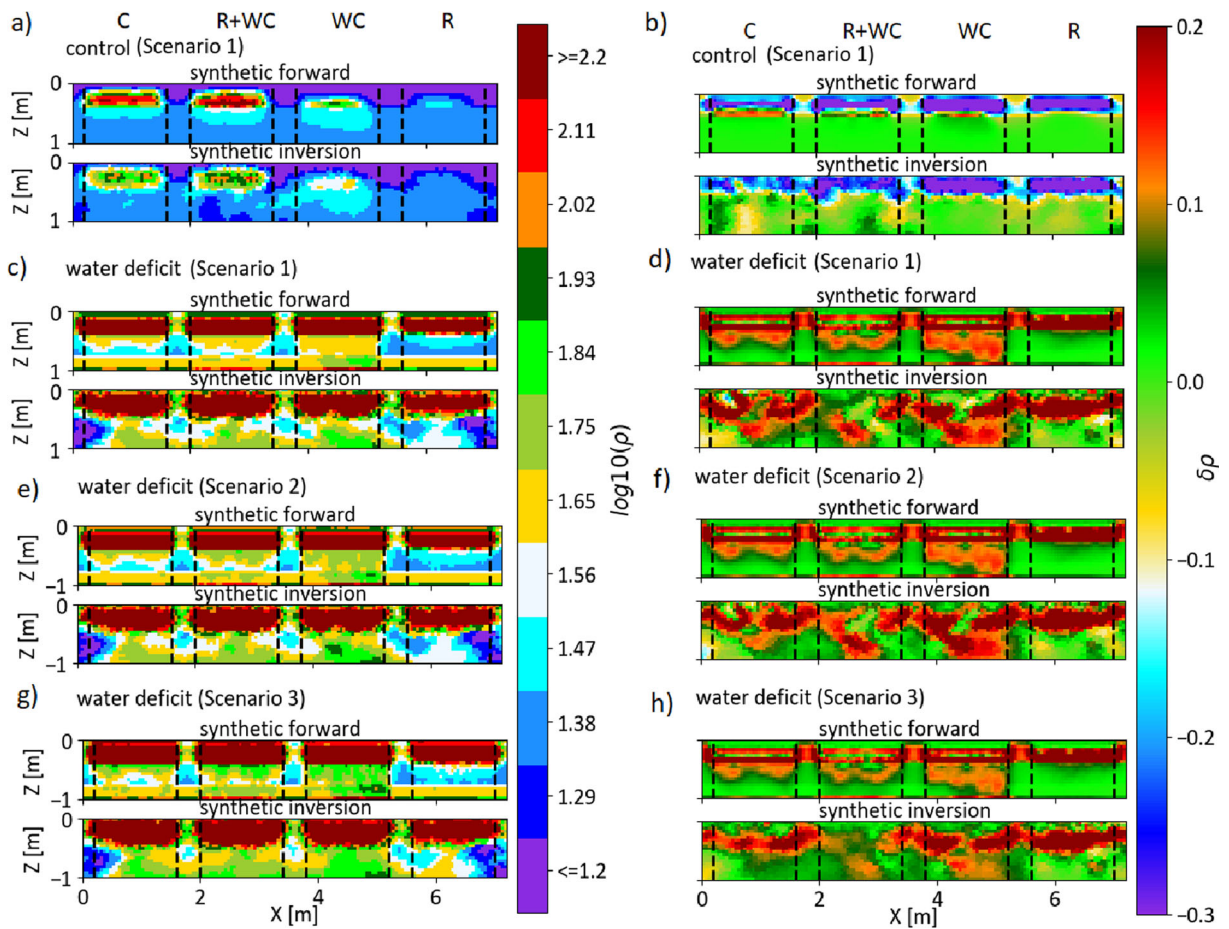 a)
C R+WC WC R
control (Scenario 1)
synthetic forward
0
Z [m]
1
synthetic inversion
0
Z [m]
1
c)
water deficit (Scenario 1)
synthetic forward
0
Z [m]
1
synthetic inversion
0
Z [m]
1
e)
water deficit (Scenario 2)
synthetic forward
0
Z [m]
−1
synthetic inversion
0
Z [m]
−1
g)
water deficit (Scenario 3)
synthetic forward
0
Z [m]
−1
synthetic inversion
0
Z [m]
−1
0 2 4 6
X [m]
>=2.2
2.11
2.02
1.93
1.84
1.75
1.65
1.56
1.47
1.38
1.29
<=1.2
log10(ρ)
b)
C R+WC WC R
control (Scenario 1)
synthetic forward
synthetic inversion
d)
water deficit (Scenario 1)
synthetic forward
synthetic inversion
f)
water deficit (Scenario 2)
synthetic forward
synthetic inversion
h)
water deficit (Scenario 3)
synthetic forward
synthetic inversion
0 2 4 6
X [m]
0.2
0.1
0.0
−0.1
−0.2
−0.3
δρ